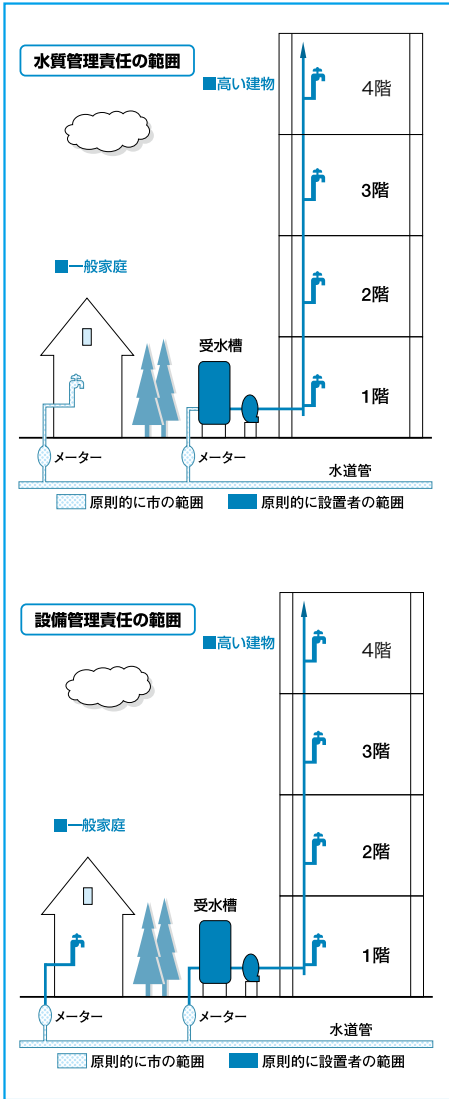 水質管理責任の範囲
■高い建物
4階
3階
■一般家庭
2階
受水槽
1階
メーター
メーター
水道管
原則的に市の範囲
原則的に設置者の範囲
設備管理責任の範囲
■高い建物
4階
3階
■一般家庭
2階
受水槽
1階
メーター
メーター
水道管
原則的に市の範囲
原則的に設置者の範囲